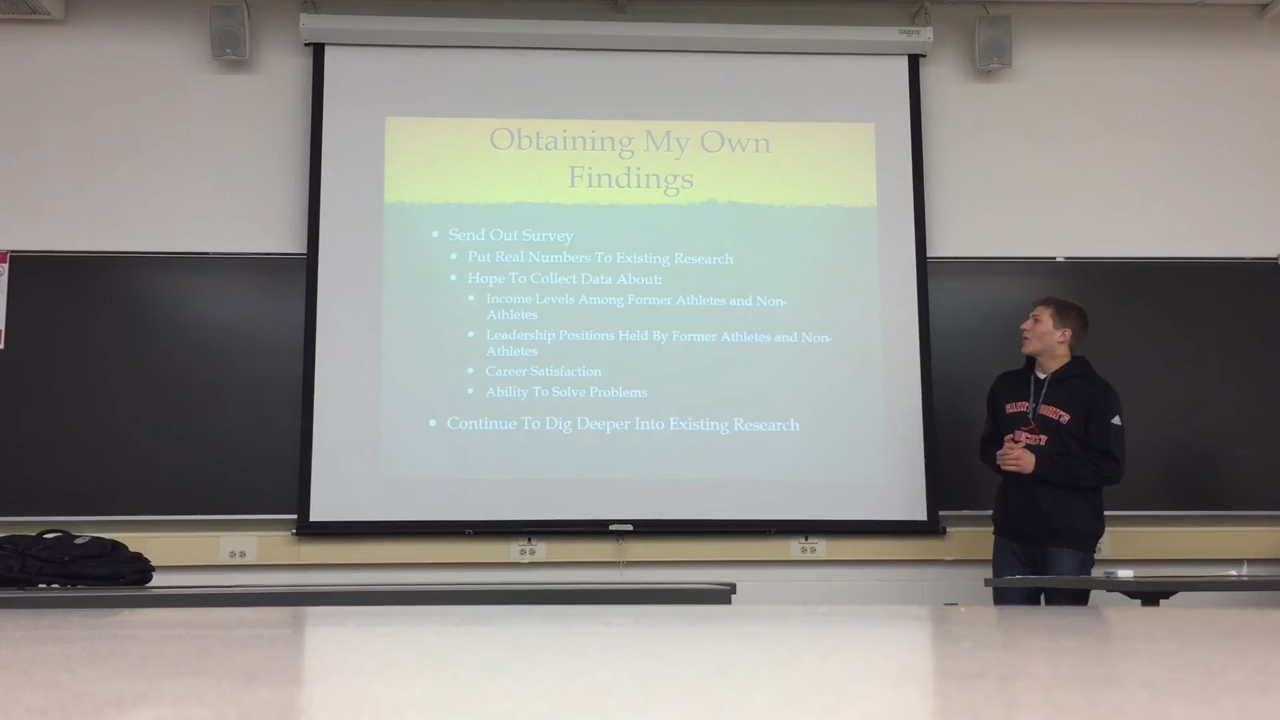 Obtaining My Own
Findings
Send Out Survey
Put Real Numbers To Existing Research
Hope To Collect Data About:
Income Levels Among Former Athletes and Non-
Athletes
Leadership Positions Held By Former Athletes and Non-
Athletes
Career Satisfaction
Ability To Solve Problems
Continue To Dig Deeper Into Existing Research
SAINT JOHN'S